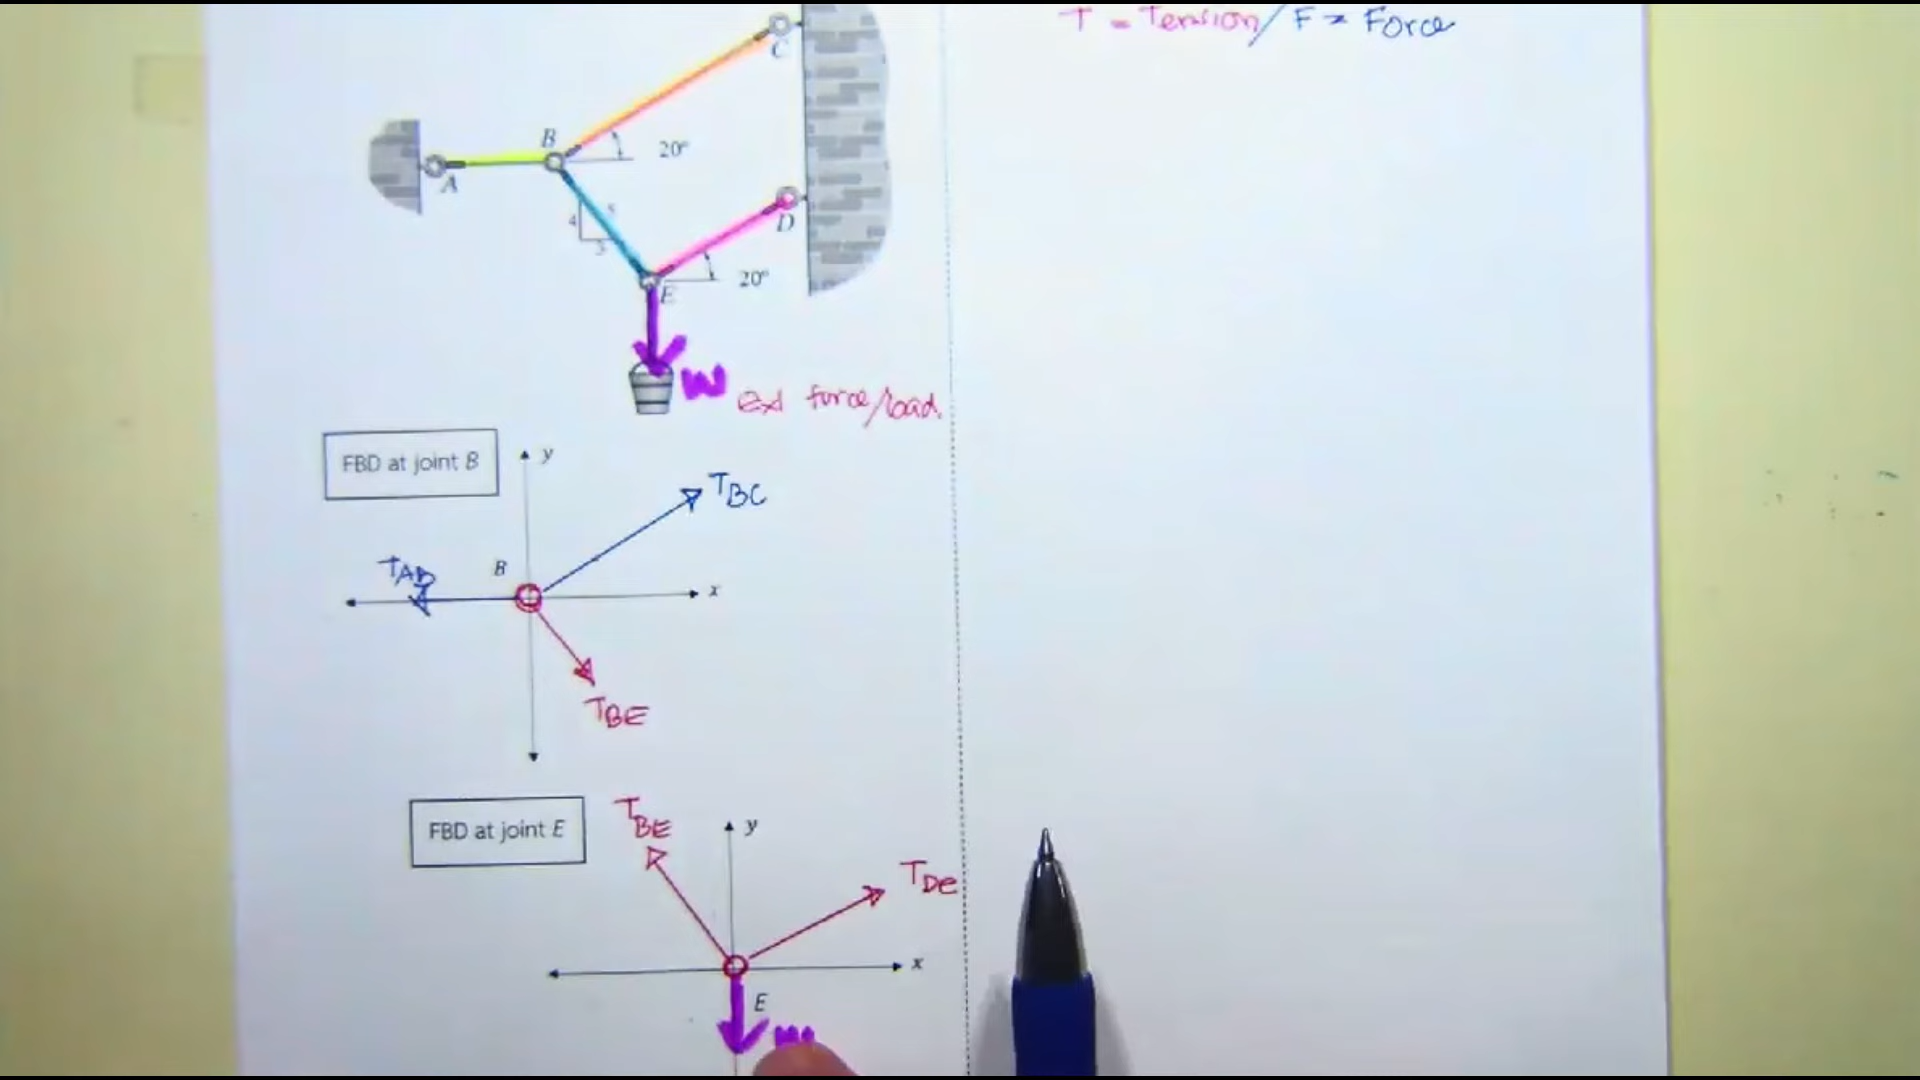 T = Tension / F = Force
C
B
20°
A
4
5
3
D
20°
E
W
ext force/load.
FBD at joint B
y
T_BC
T_AB
B
x
T_BE
FBD at joint E
T_BE
y
T_DE
x
E